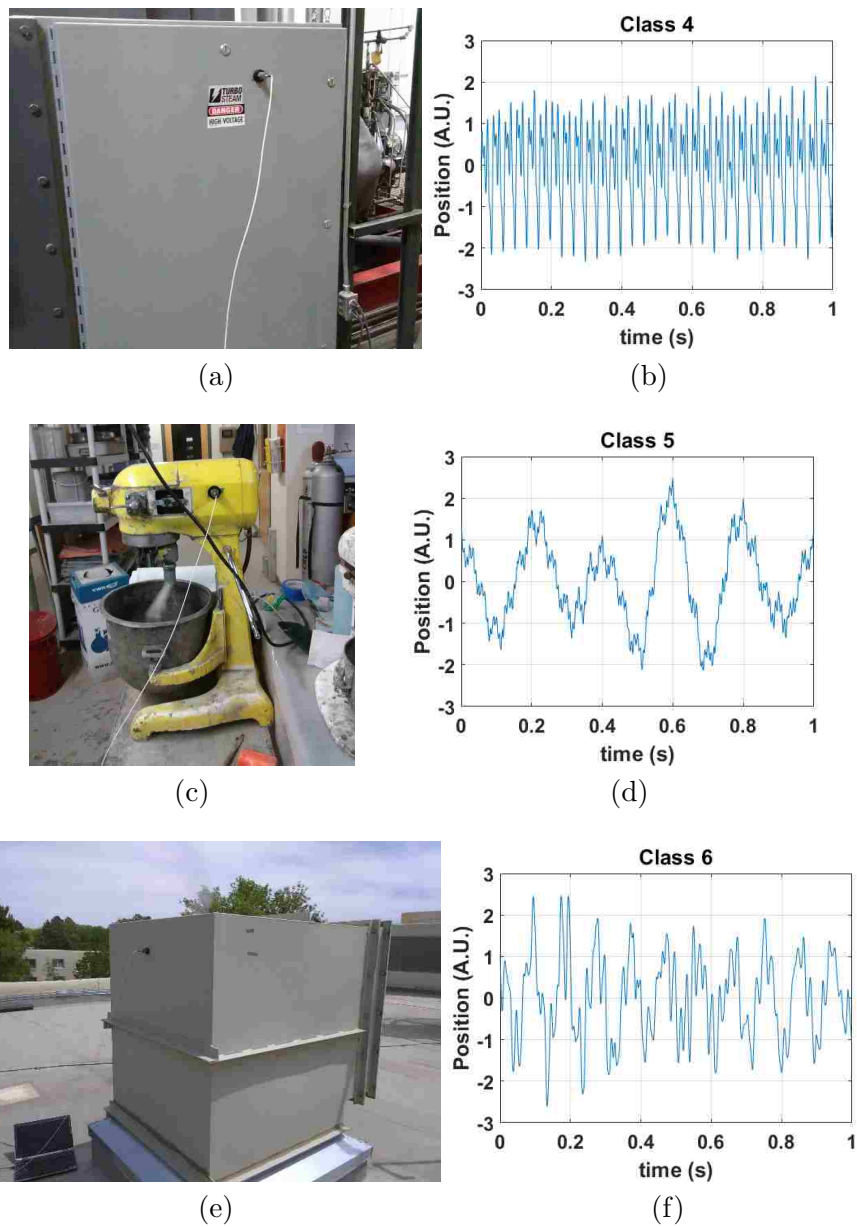 TURBO
STEAM
DANGER
HIGH VOLTAGE
(a)
Class 4
Position (A.U.)
3
2
1
0
-1
-2
-3
0 0.2 0.4 0.6 0.8 1
time (s)
(b)
(c)
Class 5
Position (A.U.)
3
2
1
0
-1
-2
-3
0 0.2 0.4 0.6 0.8 1
time (s)
(d)
(e)
Class 6
Position (A.U.)
3
2
1
0
-1
-2
-3
0 0.2 0.4 0.6 0.8 1
time (s)
(f)